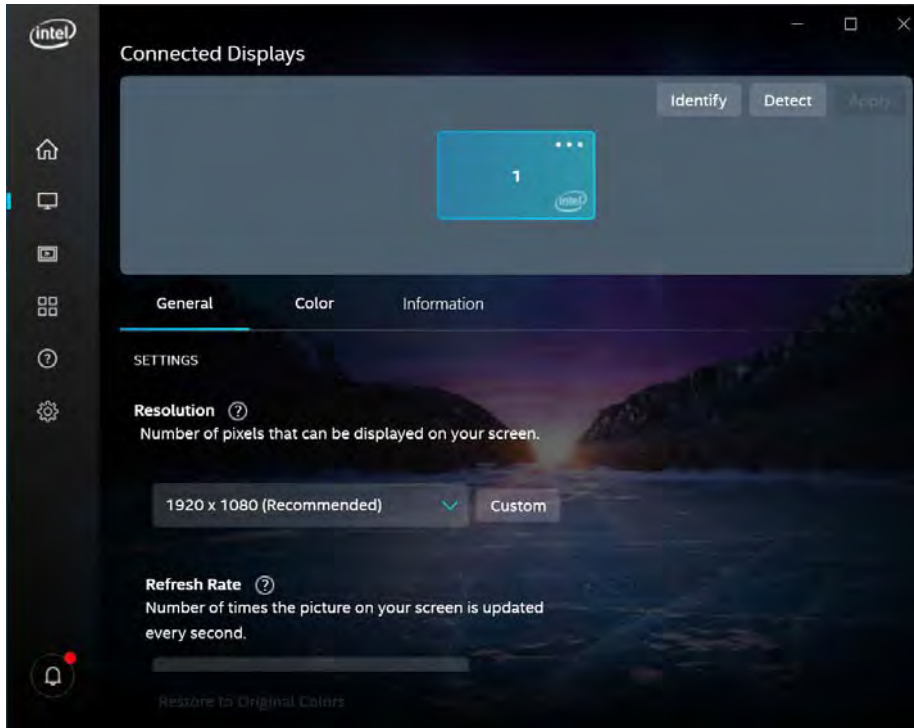 intel
Connected Displays
Identify
Detect
Apply
1
intel
General
Color
Information
SETTINGS
Resolution ?
Number of pixels that can be displayed on your screen.
1920 x 1080 (Recommended)
Custom
Refresh Rate ?
Number of times the picture on your screen is updated
every second.
Restore to Original Colors